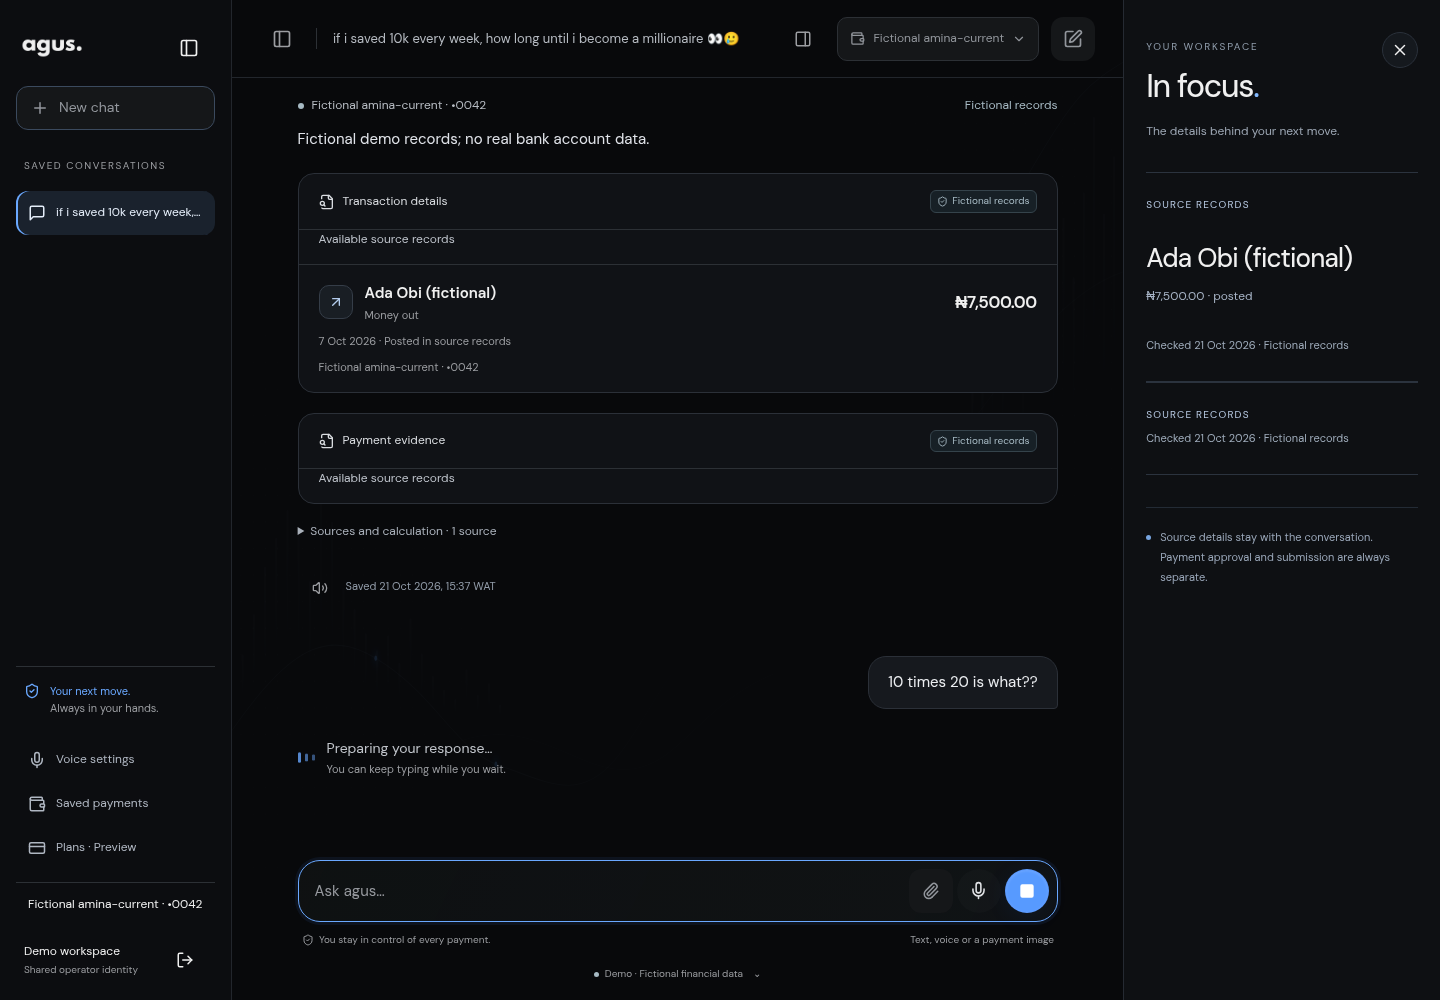 agus.
New chat
SAVED CONVERSATIONS
if i saved 10k every week,...
Your next move.
Always in your hands.
Voice settings
Saved payments
Plans · Preview
Fictional amina-current · •0042
Demo workspace
Shared operator identity
if i saved 10k every week, how long until i become a millionaire 👀🥲
Fictional amina-current
Fictional amina-current · •0042
Fictional records
Fictional demo records; no real bank account data.
Transaction details
Fictional records
Available source records
Ada Obi (fictional)
Money out
₦7,500.00
7 Oct 2026 · Posted in source records
Fictional amina-current · •0042
Payment evidence
Fictional records
Available source records
Sources and calculation · 1 source
Saved 21 Oct 2026, 15:37 WAT
10 times 20 is what??
Preparing your response...
You can keep typing while you wait.
Ask agus...
You stay in control of every payment.
Text, voice or a payment image
Demo · Fictional financial data
YOUR WORKSPACE
In focus.
The details behind your next move.
SOURCE RECORDS
Ada Obi (fictional)
₦7,500.00 · posted
Checked 21 Oct 2026 · Fictional records
SOURCE RECORDS
Checked 21 Oct 2026 · Fictional records
Source details stay with the conversation.
Payment approval and submission are always
separate.